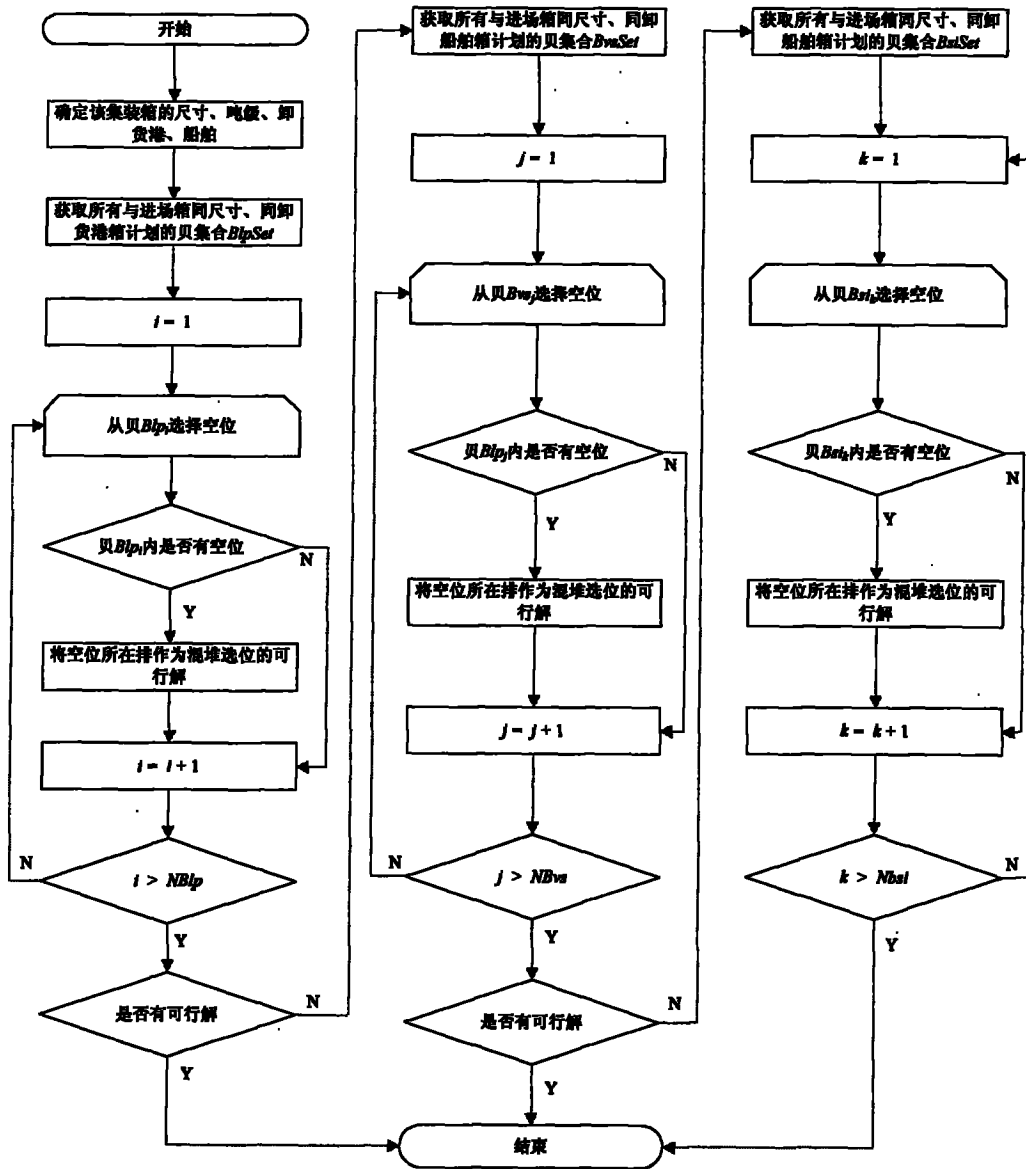 开始
确定该集装箱的尺寸、吨级、卸
货港、船舶
获取所有与进场箱同尺寸、同卸
货港箱计划的贝集合BlpSet
i = 1
从贝Blpi选择空位
贝Blpi内是否有空位
N
Y
将空位所在排作为混堆选位的可
行解
i = i + 1
N
i > NBlp
Y
是否有可行解
N
Y
获取所有与进场箱同尺寸、同卸
船舶箱计划的贝集合BvsSet
j = 1
从贝Bvsj选择空位
贝Blpj内是否有空位
N
Y
将空位所在排作为混堆选位的可
行解
j = j + 1
N
j > NBvs
Y
是否有可行解
N
Y
获取所有与进场箱同尺寸、同卸
船舶箱计划的贝集合BsiSet
k = 1
从贝Bsik选择空位
贝Bsik内是否有空位
N
Y
将空位所在排作为混堆选位的可
行解
k = k + 1
k > Nbsi
N
Y
结束